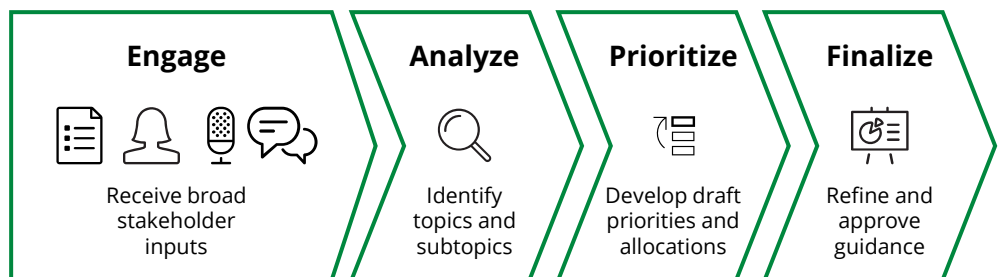 Engage
Receive broad
stakeholder
inputs
Analyze
Identify
topics and
subtopics
Prioritize
Develop draft
priorities and
allocations
Finalize
Refine and
approve
guidance